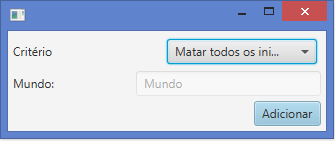 Critério Matar todos os ini...
Mundo: Mundo
Adicionar